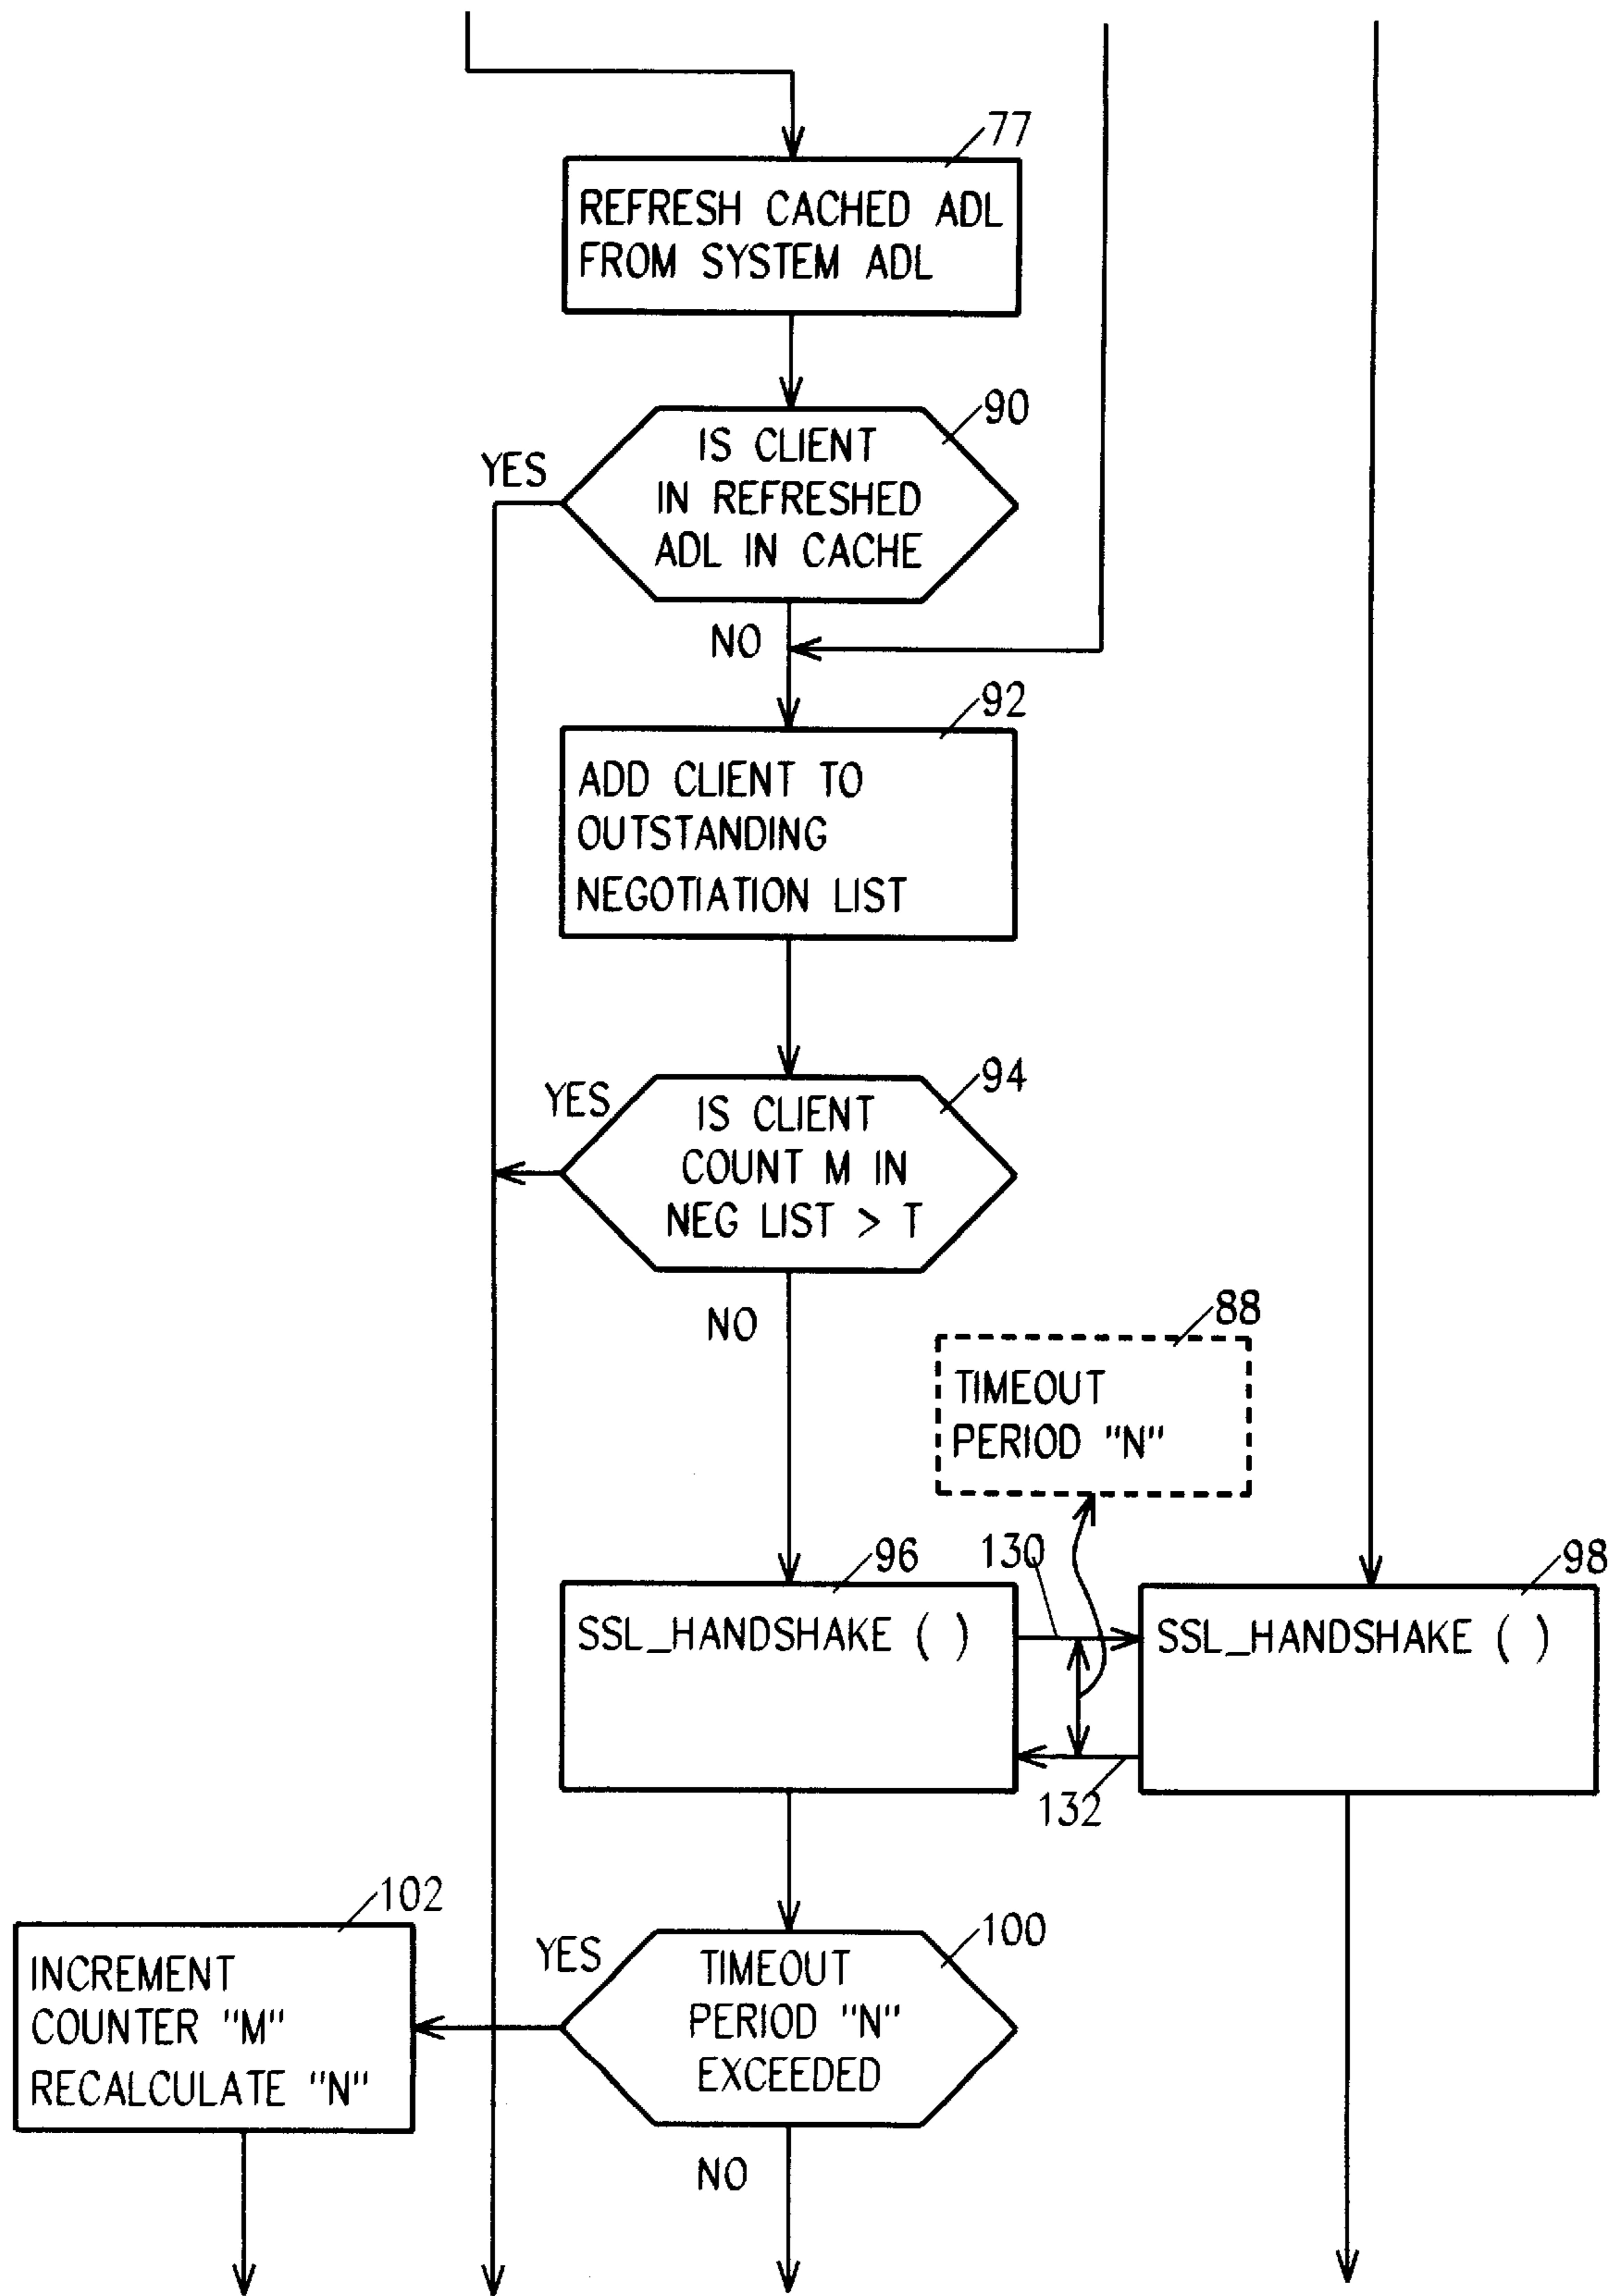 77
REFRESH CACHED ADL
FROM SYSTEM ADL
90
YES
IS CLIENT
IN REFRESHED
ADL IN CACHE
NO
92
ADD CLIENT TO
OUTSTANDING
NEGOTIATION LIST
94
YES
IS CLIENT
COUNT M IN
NEG LIST > T
NO
88
TIMEOUT
PERIOD "N"
96
130
98
SSL_HANDSHAKE ( )
SSL_HANDSHAKE ( )
132
102
INCREMENT
COUNTER "M"
RECALCULATE "N"
100
YES
TIMEOUT
PERIOD "N"
EXCEEDED
NO